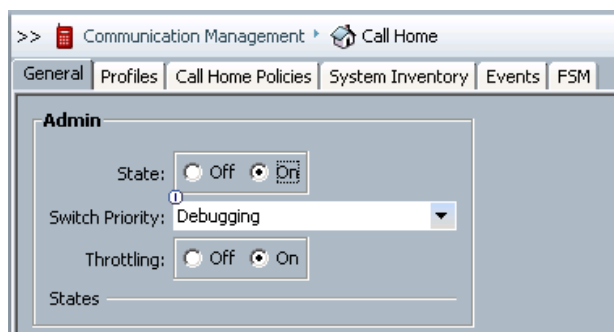 >> Communication Management Call Home
General Profiles Call Home Policies System Inventory Events FSM
Admin
State: Off On
Switch Priority: Debugging
Throttling: Off On
States